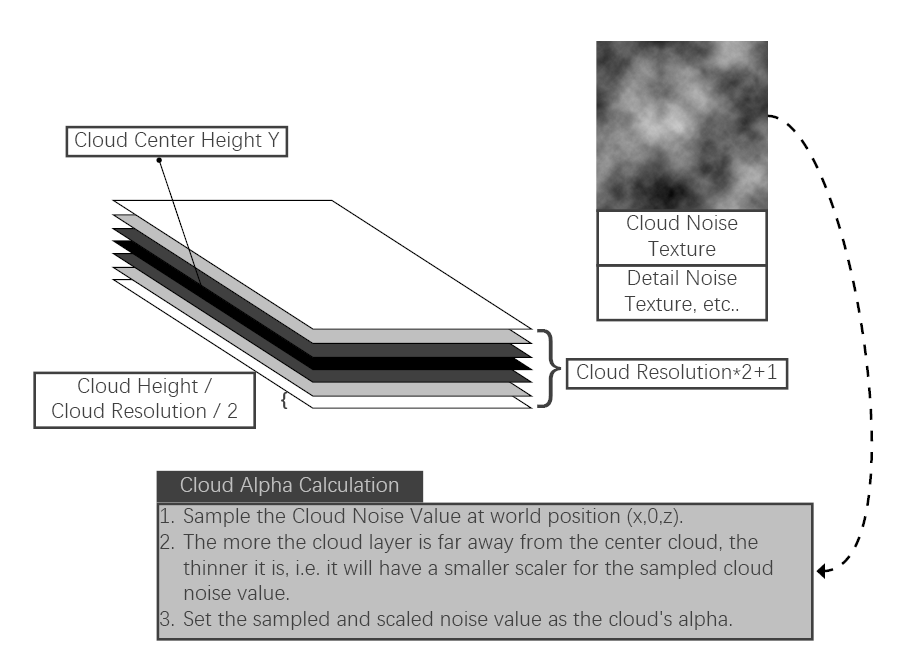 Cloud Center Height Y
Cloud Noise
Texture
Detail Noise
Texture, etc..
Cloud Resolution*2+1
Cloud Height /
Cloud Resolution / 2
Cloud Alpha Calculation
1. Sample the Cloud Noise Value at world position (x,0,z).
2. The more the cloud layer is far away from the center cloud, the
thinner it is, i.e. it will have a smaller scaler for the sampled cloud
noise value.
3. Set the sampled and scaled noise value as the cloud's alpha.